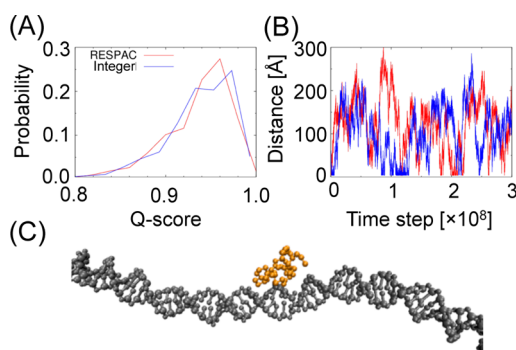 (A)
0.3
0.2
0.1
0.0
Probability
RESPAC
Integer
0.8
0.9
1.0
Q-score
(B)
300
200
100
0
Distance [Å]
0
1
2
3
Time step [×10⁸]
(C)